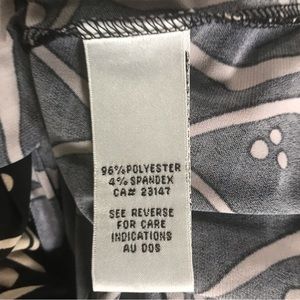 96%POLYESTER
4% SPANDEX
CA# 23147
SEE REVERSE
FOR CARE
INDICATIONS
AU DOS